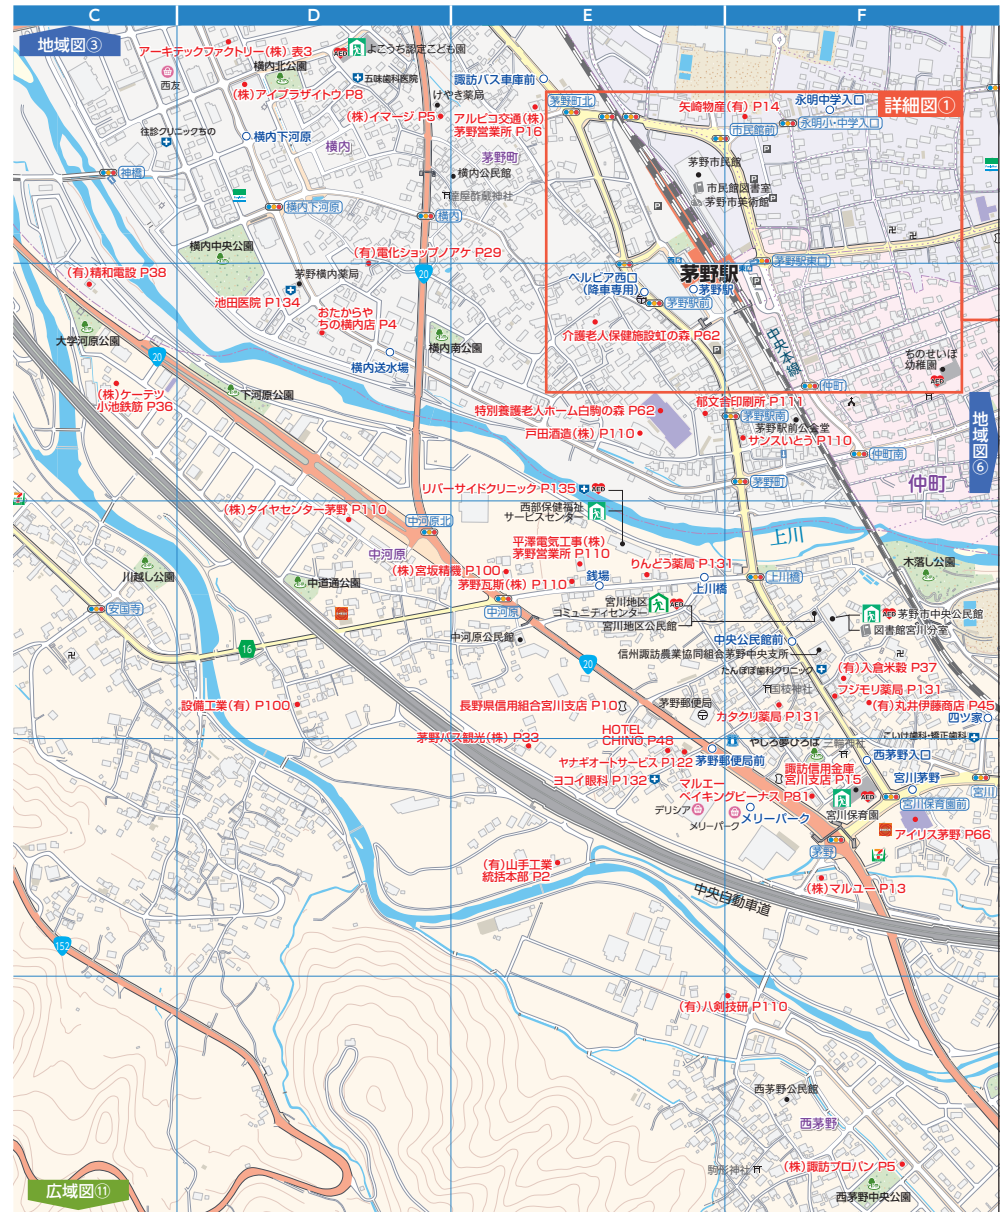 C
D
E
F
地域図③
アーキテックファクトリー(株) 表3
AED
よこうち認定こども園
西友
横内北公園
五味歯科医院
諏訪バス車庫前
(株)アイプラザイトウ P8
けやき薬局
茅野町北
矢崎物産(有) P14
永明中学入口
詳細図①
(株)イマージ P5
アルピコ交通(株)
茅野営業所 P16
市民館前
永明小・中学入口
往診クリニックちの
横内下河原
横内
茅野町
茅野市民館
神橋
横内公民館
市民館図書室
茅野市美術館
達屋酢蔵神社
横内下河原
横内
横内中央公園
(有)電化ショップノアケ P29
茅野駅東口
茅野駅
(有)精和電設 P38
20
茅野横内薬局
ベルビア西口
(降車専用)
茅野駅
池田医院 P134
茅野駅前
おたからや
ちの横内店 P4
介護老人保健施設虹の森 P62
中央本線
大学河原公園
横内南公園
20
横内送水場
ちのせいぼ
幼稚園
AED
(株)ケーテツ
小池鉄筋 P36
下河原公園
仲町
郁文舎印刷所 P111
特別養護老人ホーム白駒の森 P62
茅野駅南
地域図⑥
茅野駅前公会堂
戸田酒造(株) P110
サンスいとう P110
仲町南
茅野町
仲町
リバーサイドクリニック P135
AED
(株)タイヤセンター茅野 P110
西部保健福祉
サービスセンター
中河原北
上川
平澤電気工事(株)
茅野営業所 P110
中河原
木落し公園
川越し公園
中道通公園
(株)宮坂精機 P100
茅野瓦斯(株) P110
銭場
りんどう薬局 P131
上川橋
上川橋
安国寺
中河原
宮川地区
コミュニティセンター
AED
宮川地区公民館
AED
茅野市中央公民館
図書館宮川分室
中河原公民館
中央公民館前
16
信州諏訪農業協同組合茅野中央支所
20
たんぽぽ歯科クリニック
(有)入倉米穀 P37
国枝神社
フジモリ薬局 P131
設備工業(有) P100
長野県信用組合宮川支店 P10
茅野郵便局
(有)丸井伊藤商店 P45
カタクリ薬局 P131
四ツ家
茅野バス観光(株) P33
HOTEL
CHINO P48
やしろ夢ひろば
三輪神社
こいけ歯科・矯正歯科
ヤナギオートサービス P122
茅野郵便局前
西茅野入口
ヨコイ眼科 P132
諏訪信用金庫
宮川支店 P15
宮川茅野
マルエー
ベイキングビーナス P81
AED
宮川
デリシア
メリーパーク
メリーパーク
宮川保育園
宮川保育園前
アイリス茅野 P66
茅野
(有)山手工業
統括本部 P2
中央自動車道
(株)マルユー P13
152
(有)八剣技研 P110
西茅野公民館
西茅野
駒形神社
(株)諏訪プロパン P5
広域図⑪
西茅野中央公園